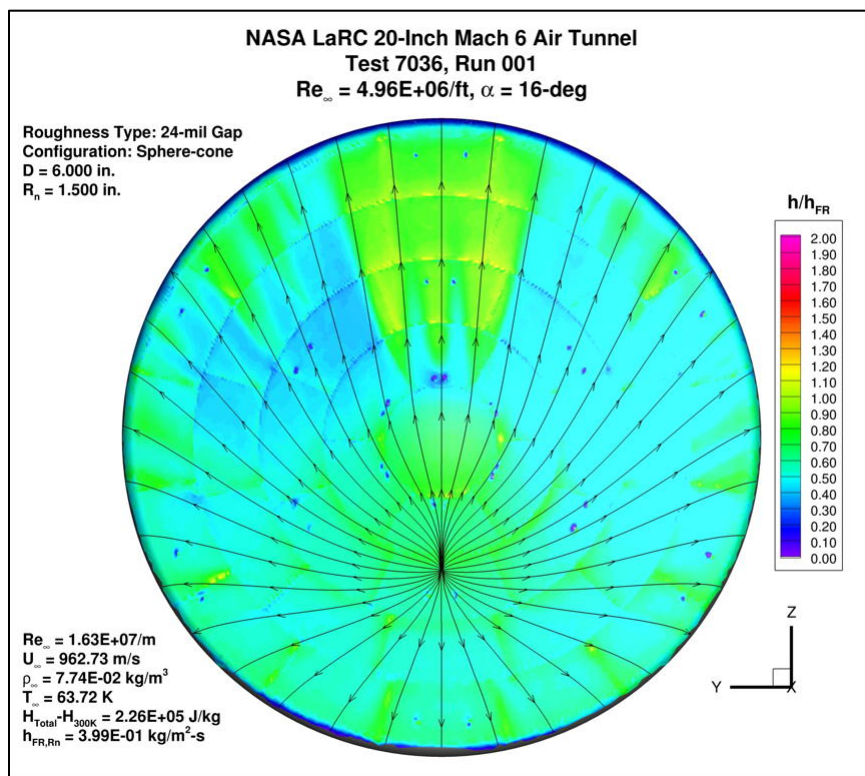 NASA LaRC 20-Inch Mach 6 Air Tunnel
Test 7036, Run 001
Re∞ = 4.96E+06/ft, α = 16-deg
Roughness Type: 24-mil Gap
Configuration: Sphere-cone
D = 6.000 in.
Rn = 1.500 in.
h/hFR
2.00
1.90
1.80
1.70
1.60
1.50
1.40
1.30
1.20
1.10
1.00
0.90
0.80
0.70
0.60
0.50
0.40
0.30
0.20
0.10
0.00
Re∞ = 1.63E+07/m
U∞ = 962.73 m/s
ρ∞ = 7.74E-02 kg/m³
T∞ = 63.72 K
HTotal-H300K = 2.26E+05 J/kg
hFR,Rn = 3.99E-01 kg/m²-s
Z
Y X